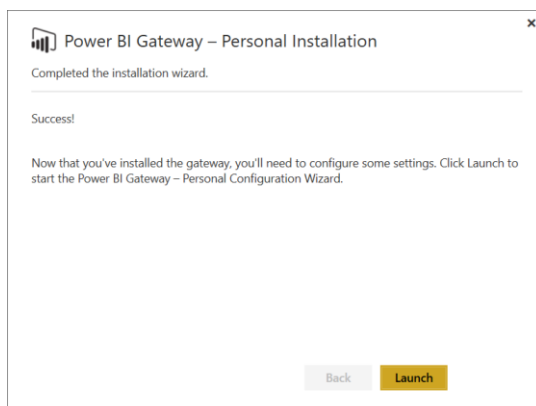 Power BI Gateway – Personal Installation
Completed the installation wizard.
Success!
Now that you've installed the gateway, you'll need to configure some settings. Click Launch to
start the Power BI Gateway – Personal Configuration Wizard.
Back
Launch